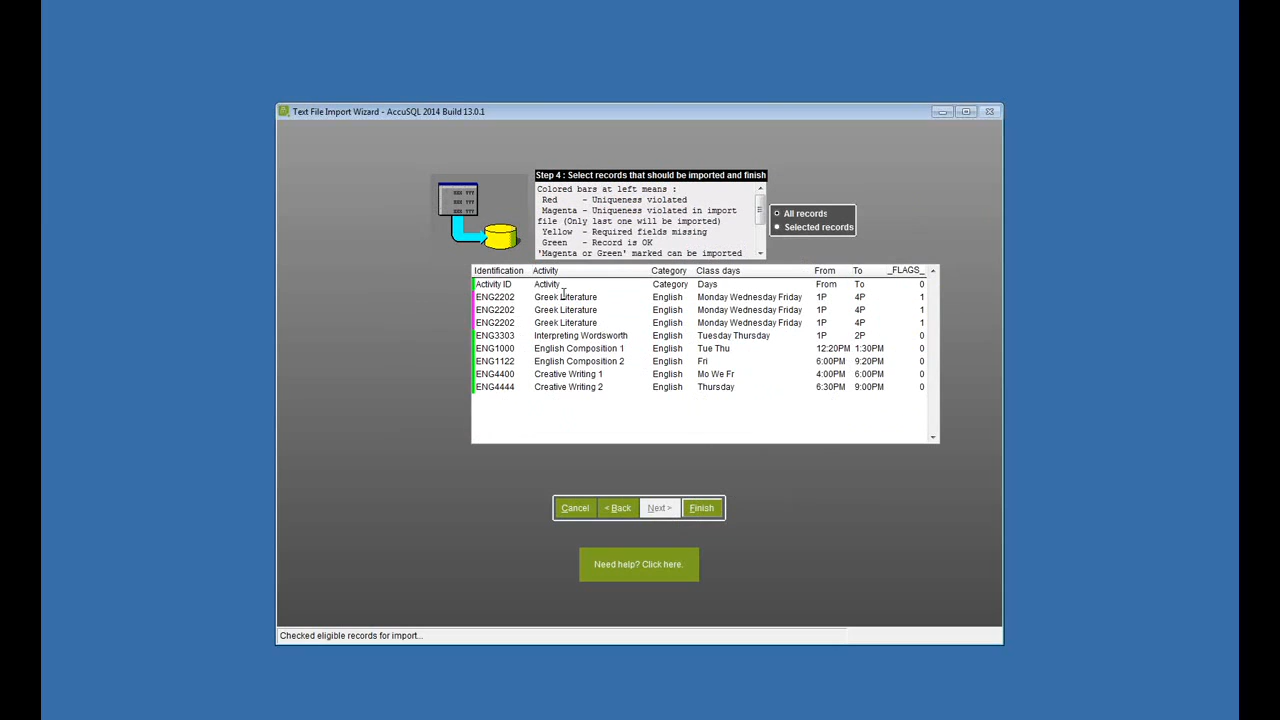 Text File Import Wizard - AccuSQL 2014 Build 13.0.1
Step 4 : Select records that should be imported and finish
Colored bars at left means :
Red - Uniqueness violated
Magenta - Uniqueness violated in import
file (Only last one will be imported)
Yellow - Required fields missing
Green - Record is OK
'Magenta or Green' marked can be imported
All records
Selected records
Identification Activity Category Class days From To _FLAGS_
Activity ID Activity Category Days From To 0
ENG2202 Greek Literature English Monday Wednesday Friday 1P 4P 1
ENG2202 Greek Literature English Monday Wednesday Friday 1P 4P 1
ENG2202 Greek Literature English Monday Wednesday Friday 1P 4P 1
ENG3303 Interpreting Wordsworth English Tuesday Thursday 1P 2P 0
ENG1000 English Composition 1 English Tue Thu 12:20PM 1:30PM 0
ENG1122 English Composition 2 English Fri 6:00PM 9:20PM 0
ENG4400 Creative Writing 1 English Mo We Fr 4:00PM 6:00PM 0
ENG4444 Creative Writing 2 English Thursday 6:30PM 9:00PM 0
Cancel < Back Next > Finish
Need help? Click here.
Checked eligible records for import...